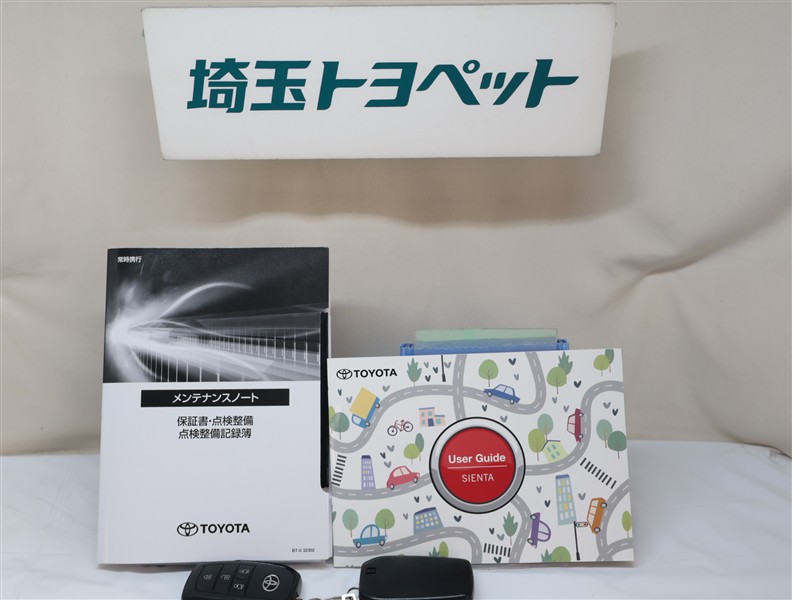 埼玉トヨペット
常時携行
メンテナンスノート
保証書・点検整備
点検整備記録簿
TOYOTA
TOYOTA
User Guide
SIENTA